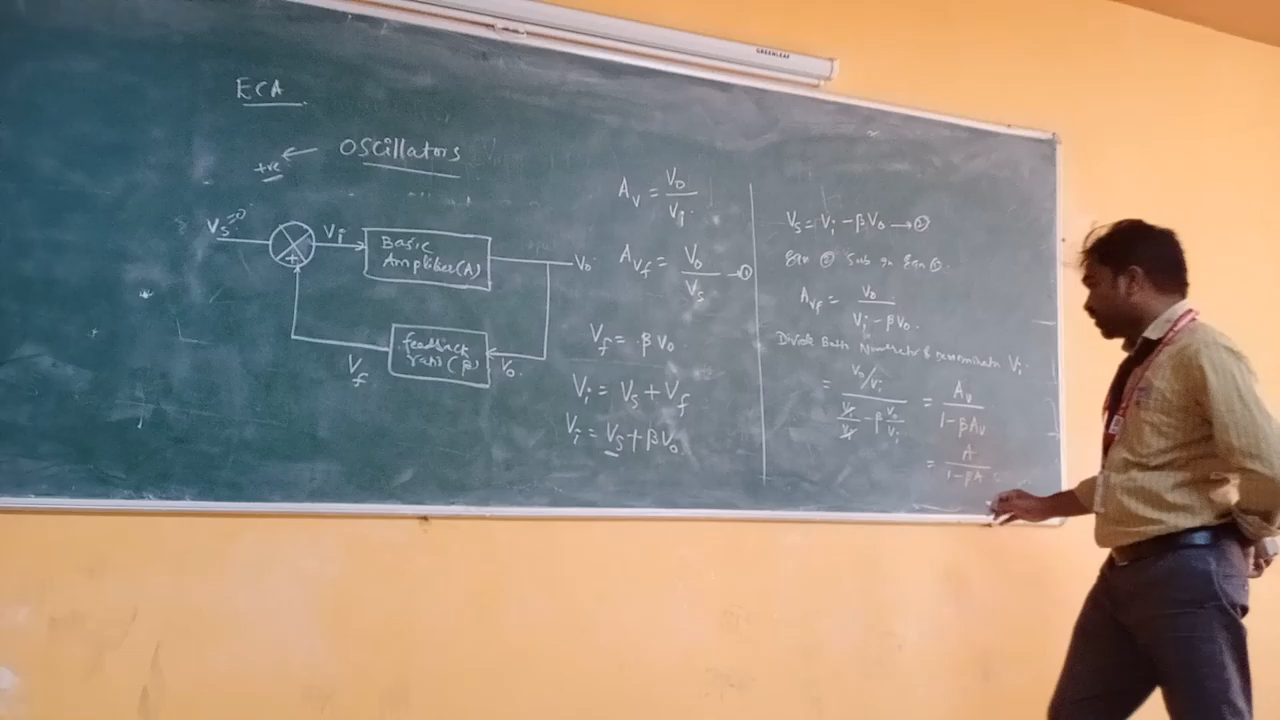 GREENLEAF
ECA
OSCillators
+ve
Vs=0
Vi
Basic
Amplifier(A)
Vo
+
feedback
ratio(β)
Vf
Vo.
Av = Vo/Vi.
Avf = Vo/Vs → ①
Vf = βVo.
Vi = Vs + Vf
Vi = Vs + βVo.
Vs = Vi - βVo → ②
Eqn ② Sub in Eqn ①.
Avf = Vo/Vi - βVo.
Divide Both Numerator & Denominator Vi.
= Vo/Vi / Vi/Vi - β Vo/Vi = Av/1-βAv
= A/1-βA